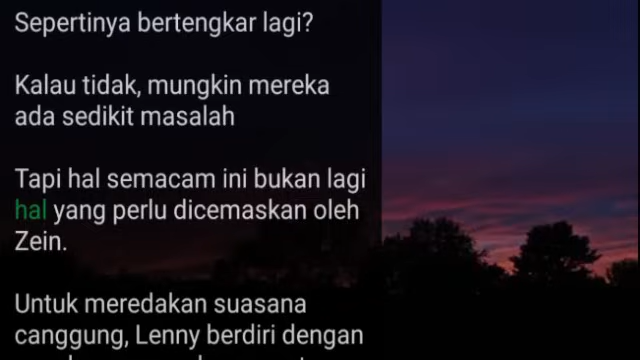 Sepertinya bertengkar lagi?
Kalau tidak, mungkin mereka
ada sedikit masalah
Tapi hal semacam ini bukan lagi
hal yang perlu dicemaskan oleh
Zein.
Untuk meredakan suasana
canggung, Lenny berdiri dengan